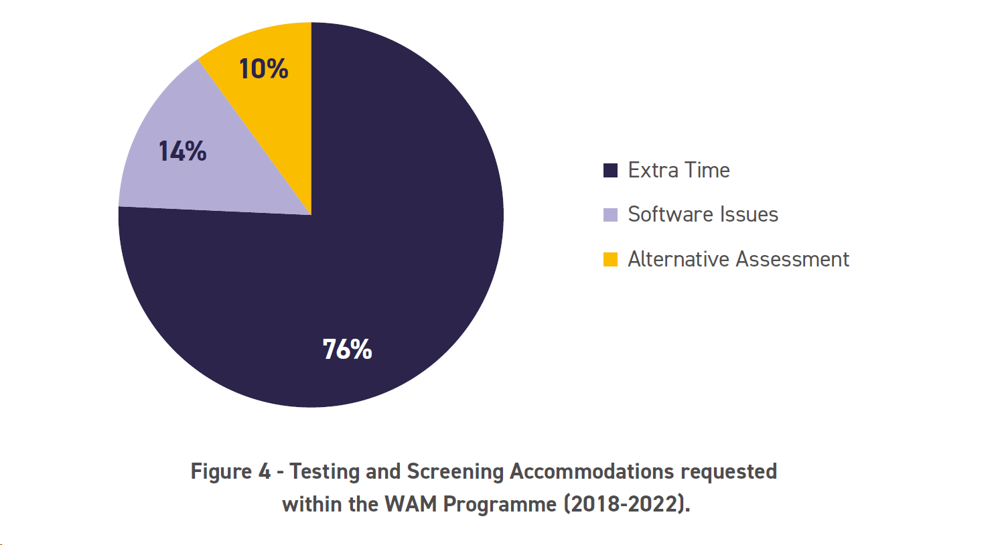 10%
14%
76%
Extra Time
Software Issues
Alternative Assessment
Figure 4 - Testing and Screening Accommodations requested
within the WAM Programme (2018-2022).